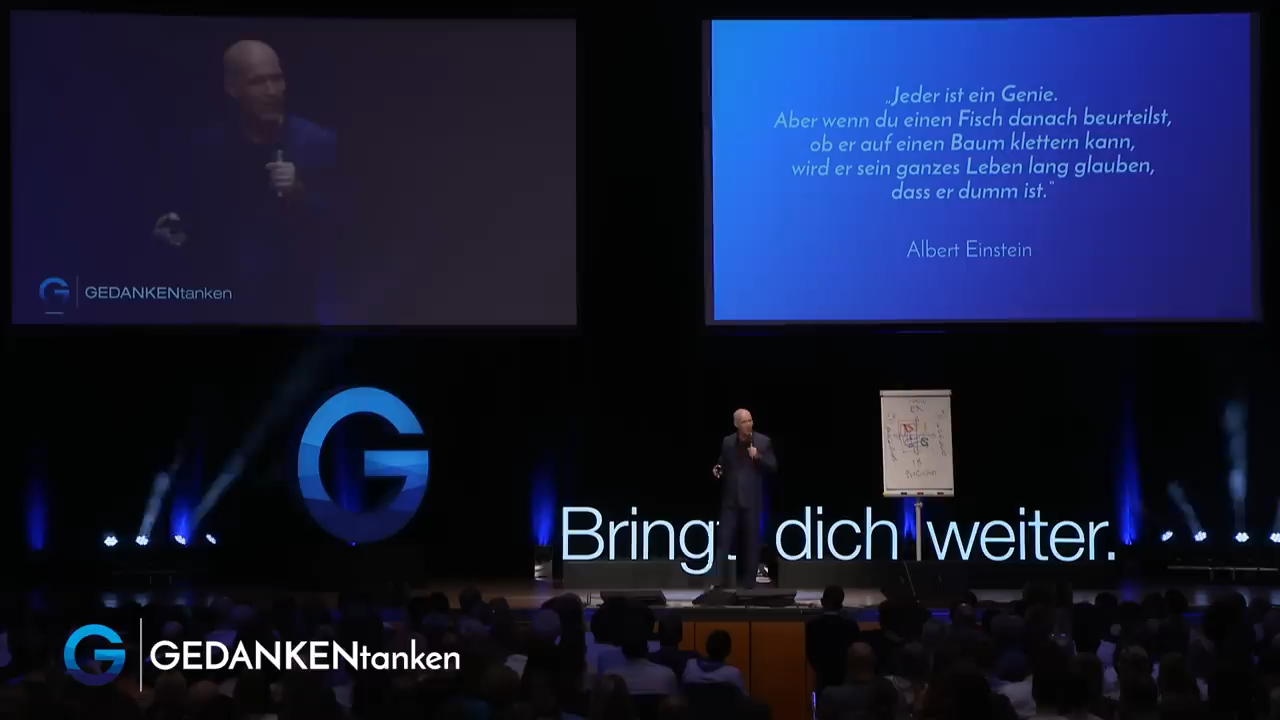 „Jeder ist ein Genie.
Aber wenn du einen Fisch danach beurteilst,
ob er auf einen Baum klettern kann,
wird er sein ganzes Leben lang glauben,
dass er dumm ist.“
Albert Einstein
G GEDANKENtanken
G
Bringt dich weiter.
G GEDANKENtanken